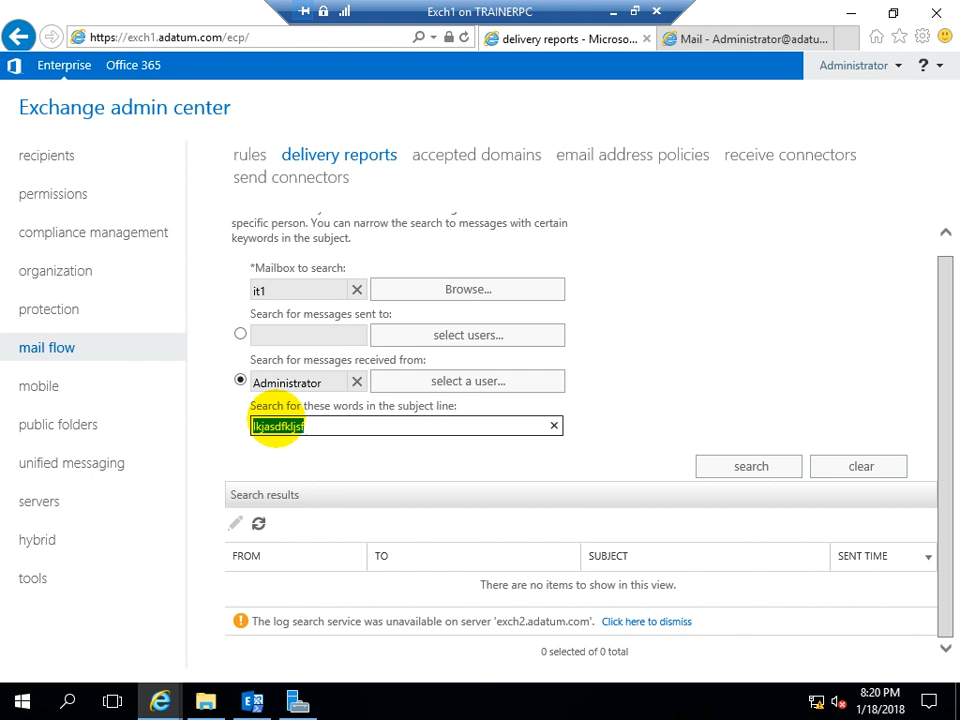 Exch1 on TRAINERPC
https://exch1.adatum.com/ecp/
delivery reports - Microso...
Mail - Administrator@adatu...
Enterprise Office 365
Administrator ?
Exchange admin center
recipients
permissions
compliance management
organization
protection
mail flow
mobile
public folders
unified messaging
servers
hybrid
tools
rules delivery reports accepted domains email address policies receive connectors
send connectors
specific person. You can narrow the search to messages with certain
keywords in the subject.
*Mailbox to search:
it1 Browse...
Search for messages sent to:
select users...
Search for messages received from:
Administrator select a user...
Search for these words in the subject line:
lkjasdfkljsf
search clear
Search results
FROM TO SUBJECT SENT TIME
There are no items to show in this view.
The log search service was unavailable on server 'exch2.adatum.com'. Click here to dismiss
0 selected of 0 total
8:20 PM
1/18/2018